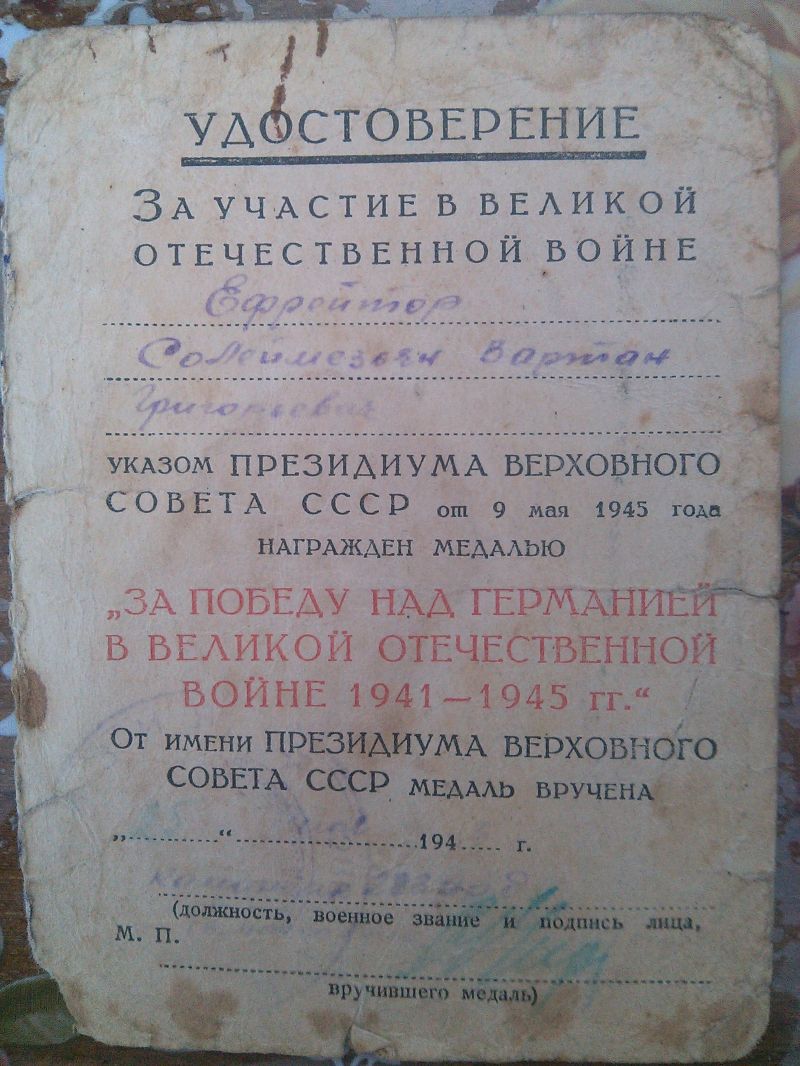 УДОСТОВЕРЕНИЕ
ЗА УЧАСТИЕ В ВЕЛИКОЙ
ОТЕЧЕСТВЕННОЙ ВОЙНЕ
Ефрейтор
Солеймезьян Вартан
Григорьевич
УКАЗОМ ПРЕЗИДИУМА ВЕРХОВНОГО
СОВЕТА СССР от 9 мая 1945 года
НАГРАЖДЕН МЕДАЛЬЮ
„ЗА ПОБЕДУ НАД ГЕРМАНИЕЙ
В ВЕЛИКОЙ ОТЕЧЕСТВЕННОЙ
ВОЙНЕ 1941—1945 гг.“
ОТ ИМЕНИ ПРЕЗИДИУМА ВЕРХОВНОГО
СОВЕТА СССР МЕДАЛЬ ВРУЧЕНА
„ “ 194 г.
(должность, военное звание и подпись лица,
М. П.
вручившего медаль)